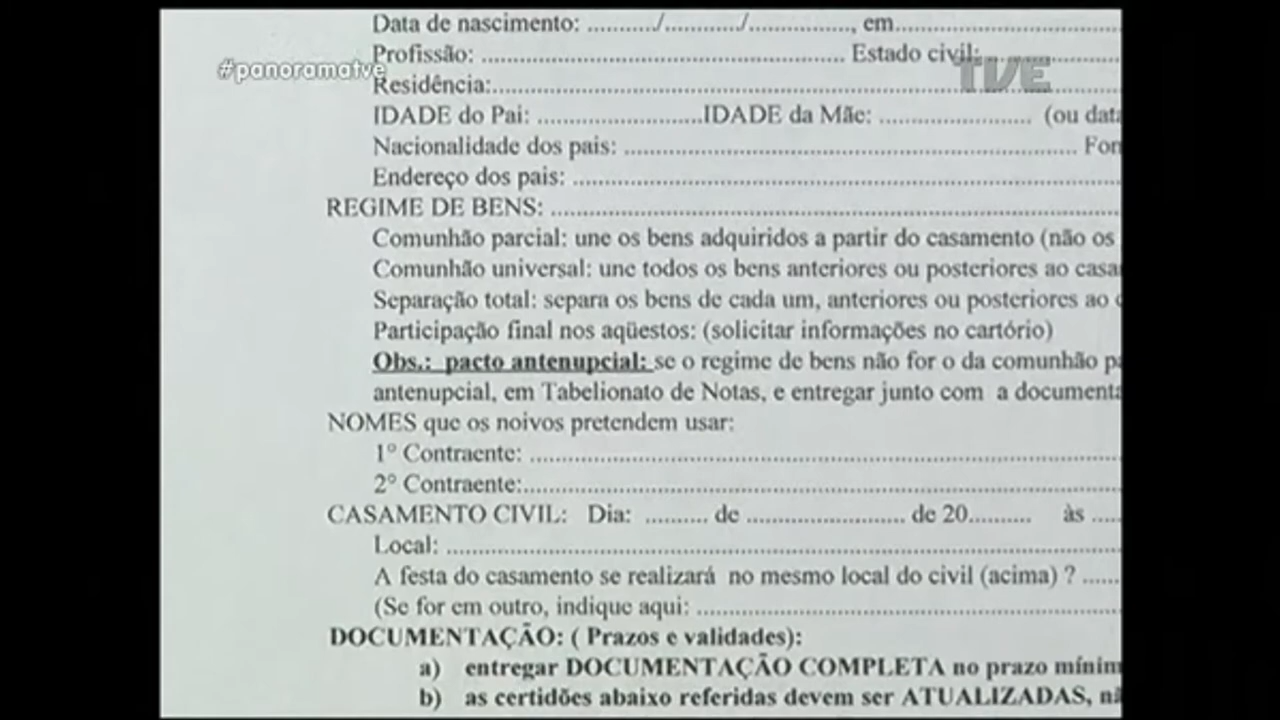 Data de nascimento: .........../............./................., em......................................
Profissão: ............................................................. Estado civil:.......................
#panoramatve
TVE
Residência:..............................................................................................................
IDADE do Pai: ...........................IDADE da Mãe: .........................  (ou data
Nacionalidade dos pais: ........................................................................... Fon
Endereço dos pais: .............................................................................................
REGIME DE BENS: ..............................................................................................
Comunhão parcial: une os bens adquiridos a partir do casamento (não os
Comunhão universal: une todos os bens anteriores ou posteriores ao casa
Separação total: separa os bens de cada um, anteriores ou posteriores ao c
Participação final nos aqüestos: (solicitar informações no cartório)
Obs.:  pacto antenupcial: se o regime de bens não for o da comunhão pa
antenupcial, em Tabelionato de Notas, e entregar junto com  a documenta
NOMES que os noivos pretendem usar:
1° Contraente: ...................................................................................................
2° Contraente:....................................................................................................
CASAMENTO CIVIL:  Dia:  .......... de .......................... de 20..........     às .....
Local: .................................................................................................................
A festa do casamento se realizará  no mesmo local do civil (acima) ? ......
(Se for em outro, indique aqui: .......................................................................
DOCUMENTAÇÃO: ( Prazos e validades):
a)   entregar DOCUMENTAÇÃO COMPLETA no prazo mínim
b)   as certidões abaixo referidas devem ser ATUALIZADAS, nã